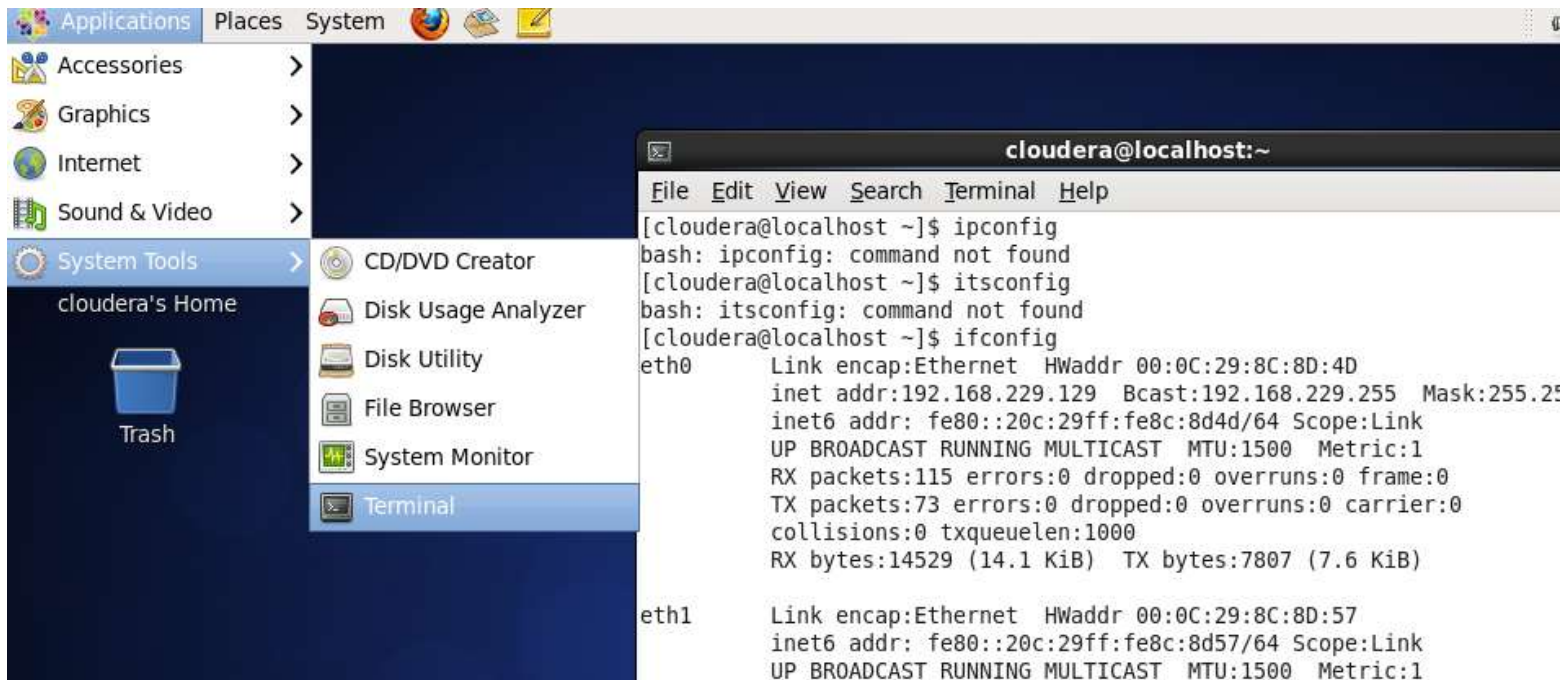 Applications Places System
Accessories
Graphics
Internet
Sound & Video
System Tools
CD/DVD Creator
Disk Usage Analyzer
Disk Utility
File Browser
System Monitor
Terminal
cloudera's Home
Trash
cloudera@localhost:~
File Edit View Search Terminal Help
[cloudera@localhost ~]$ ipconfig
bash: ipconfig: command not found
[cloudera@localhost ~]$ itsconfig
bash: itsconfig: command not found
[cloudera@localhost ~]$ ifconfig
eth0 Link encap:Ethernet HWaddr 00:0C:29:8C:8D:4D
inet addr:192.168.229.129 Bcast:192.168.229.255 Mask:255.25
inet6 addr: fe80::20c:29ff:fe8c:8d4d/64 Scope:Link
UP BROADCAST RUNNING MULTICAST MTU:1500 Metric:1
RX packets:115 errors:0 dropped:0 overruns:0 frame:0
TX packets:73 errors:0 dropped:0 overruns:0 carrier:0
collisions:0 txqueuelen:1000
RX bytes:14529 (14.1 KiB) TX bytes:7807 (7.6 KiB)
eth1 Link encap:Ethernet HWaddr 00:0C:29:8C:8D:57
inet6 addr: fe80::20c:29ff:fe8c:8d57/64 Scope:Link
UP BROADCAST RUNNING MULTICAST MTU:1500 Metric:1